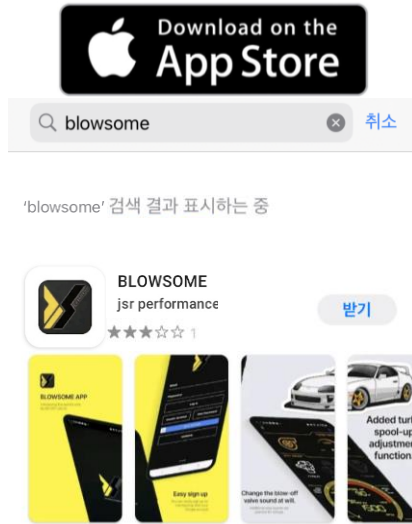 Download on the
App Store
blowsome
취소
‘blowsome’ 검색 결과 표시하는 중
BLOWSOME
jsr performance
받기
1
BLOWSOME APP
Easy sign up
Change the blow-off
valve sound at will.
Added tur
spool-up
adjustmen
function.